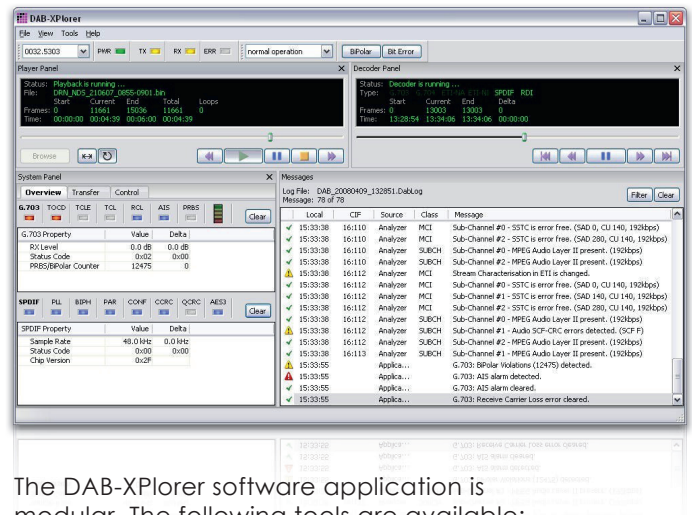 DAB-XPlorer
File View Tools Help
0032.5303 PWR TX RX ERR normal operation BiPolar Bit Error
Player Panel
Status: Playback is running ...
File: DRN_NDS_210607_0855-0901.bin
Start Current End Total Loops
Frames: 0 11661 15036 11661 0
Time: 00:00:00 00:04:39 00:06:00 00:04:39
Browse
Decoder Panel
Status: Decoder is running ...
Type: G.703 G.704 ETI-NA ETI-NI SPDIF RDI
Start Current End Delta
Frames: 0 13003 13003 0
Time: 13:28:54 13:34:06 13:34:06 00:00:00
System Panel
Overview Transfer Control
G.703 TOCD TCLE TCL RCL AIS PRBS Clear
G.703 Property Value Delta
RX Level 0.0 dB 0.0 dB
Status Code 0x02 0x00
PRBS/BiPolar Counter 12475 0
SPDIF PLL BIPH PAR CONF CCRC QCRC AES3 Clear
SPDIF Property Value Delta
Sample Rate 48.0 kHz 0.0 kHz
Status Code 0x00 0x00
Chip Version 0x2F
Messages
Log File: DAB_20080409_132851.DabLog
Message: 78 of 78
Filter Clear
Local CIF Source Class Message
15:33:38 16:110 Analyzer MCI Sub-Channel #0 - SSTC is error free. (SAD 0, CU 140, 192kbps)
15:33:38 16:110 Analyzer MCI Sub-Channel #2 - SSTC is error free. (SAD 280, CU 140, 192kbps)
15:33:38 16:110 Analyzer SUBCH Sub-Channel #0 - MPEG Audio Layer II present. (192kbps)
15:33:38 16:110 Analyzer SUBCH Sub-Channel #2 - MPEG Audio Layer II present. (192kbps)
15:33:38 16:112 Analyzer MCI Stream Characterisation in ETI is changed.
15:33:38 16:112 Analyzer MCI Sub-Channel #0 - SSTC is error free. (SAD 0, CU 140, 192kbps)
15:33:38 16:112 Analyzer MCI Sub-Channel #1 - SSTC is error free. (SAD 140, CU 140, 192kbps)
15:33:38 16:112 Analyzer MCI Sub-Channel #2 - SSTC is error free. (SAD 280, CU 140, 192kbps)
15:33:38 16:112 Analyzer SUBCH Sub-Channel #0 - MPEG Audio Layer II present. (192kbps)
15:33:38 16:112 Analyzer SUBCH Sub-Channel #1 - Audio SCF-CRC errors detected. (SCF F)
15:33:38 16:112 Analyzer SUBCH Sub-Channel #2 - MPEG Audio Layer II present. (192kbps)
15:33:38 16:113 Analyzer SUBCH Sub-Channel #1 - MPEG Audio Layer II present. (192kbps)
15:33:55 Applica... G.703: BiPolar Violations (12475) detected.
15:33:55 Applica... G.703: AIS alarm detected.
15:33:55 Applica... G.703: AIS alarm cleared.
15:33:55 Applica... G.703: Receive Carrier Loss error cleared.
The DAB-XPlorer software application is
modular. The following tools are available: